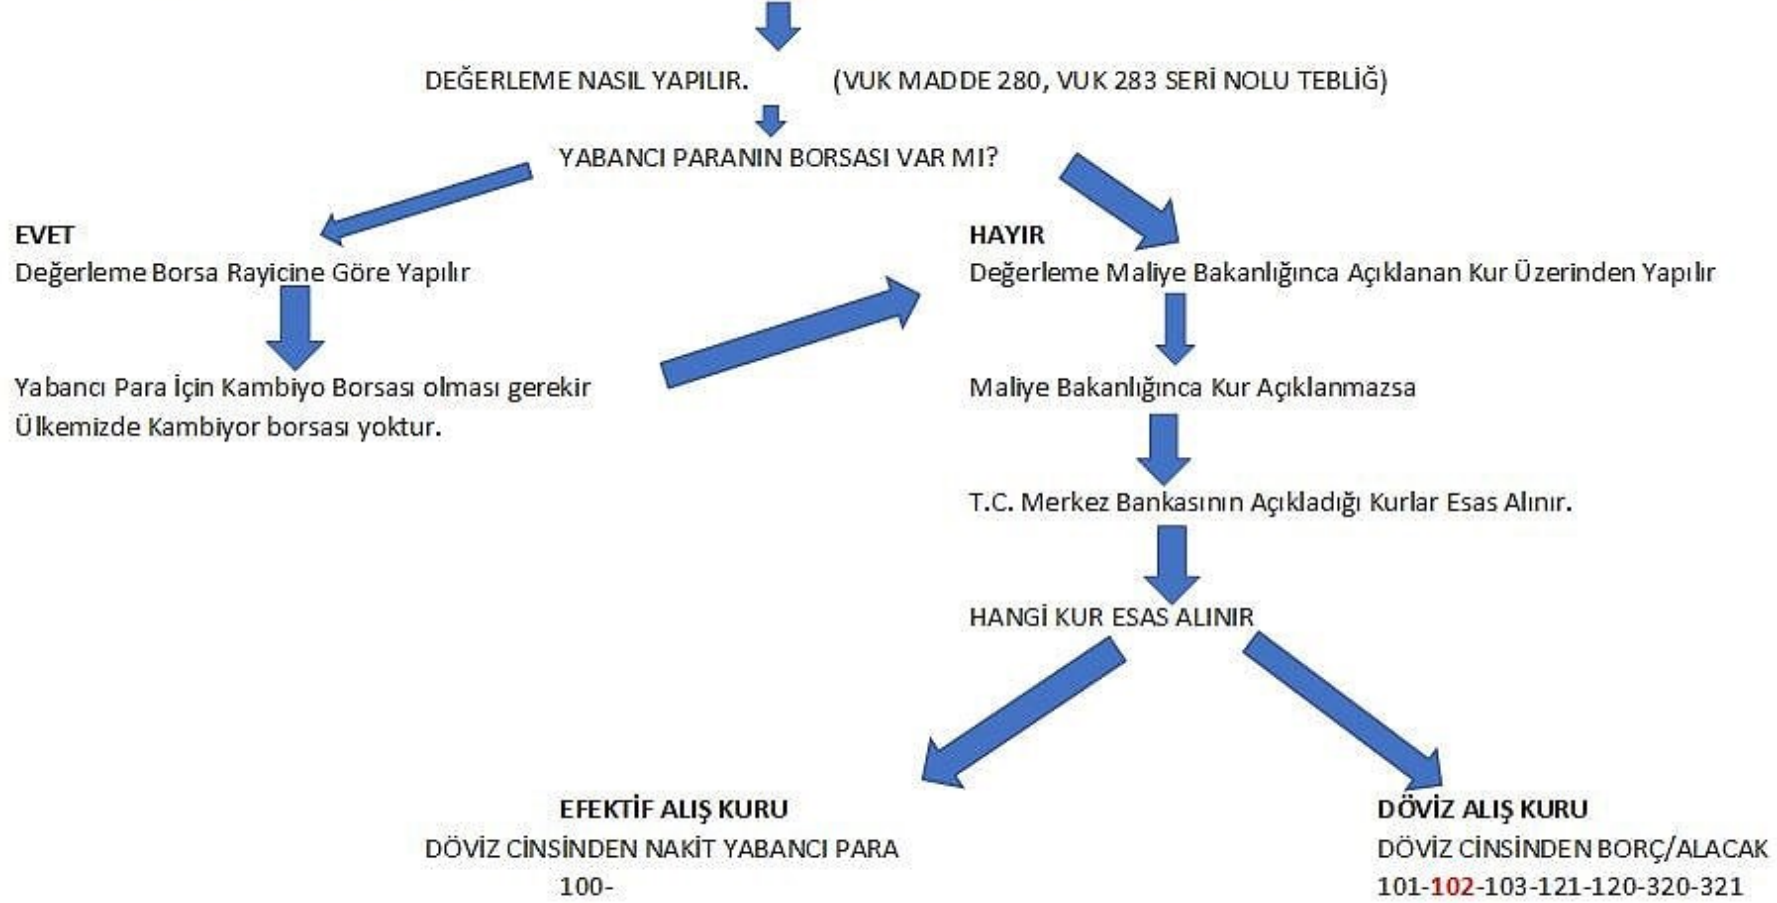 DEĞERLEME NASIL YAPILIR. (VUK MADDE 280, VUK 283 SERİ NOLU TEBLİĞ)
YABANCI PARANIN BORSASI VAR MI?
EVET
Değerleme Borsa Rayicine Göre Yapılır
Yabancı Para İçin Kambiyo Borsası olması gerekir
Ülkemizde Kambiyor borsası yoktur.
HAYIR
Değerleme Maliye Bakanlığınca Açıklanan Kur Üzerinden Yapılır
Maliye Bakanlığınca Kur Açıklanmazsa
T.C. Merkez Bankasının Açıkladığı Kurlar Esas Alınır.
HANGİ KUR ESAS ALINIR
EFEKTİF ALIŞ KURU
DÖVİZ CİNSİNDEN NAKİT YABANCI PARA
100-
DÖVİZ ALIŞ KURU
DÖVİZ CİNSİNDEN BORÇ/ALACAK
101-102-103-121-120-320-321